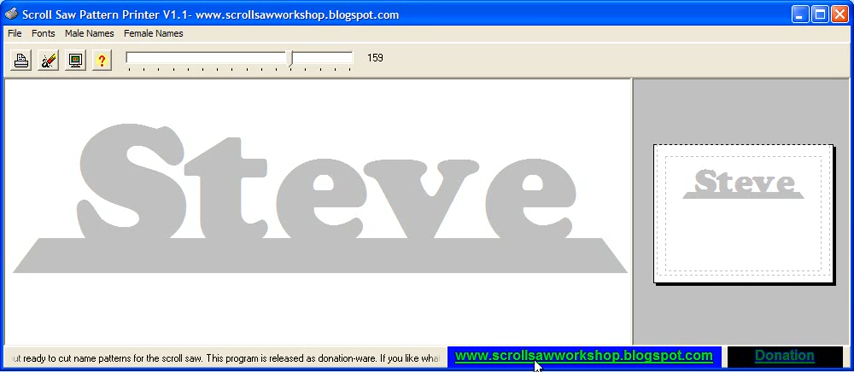 Scroll Saw Pattern Printer V1.1- www.scrollsawworkshop.blogspot.com
File Fonts Male Names Female Names
? 159
Steve
Steve
ut ready to cut name patterns for the scroll saw. This program is released as donation-ware. If you like wha
www.scrollsawworkshop.blogspot.com
Donation